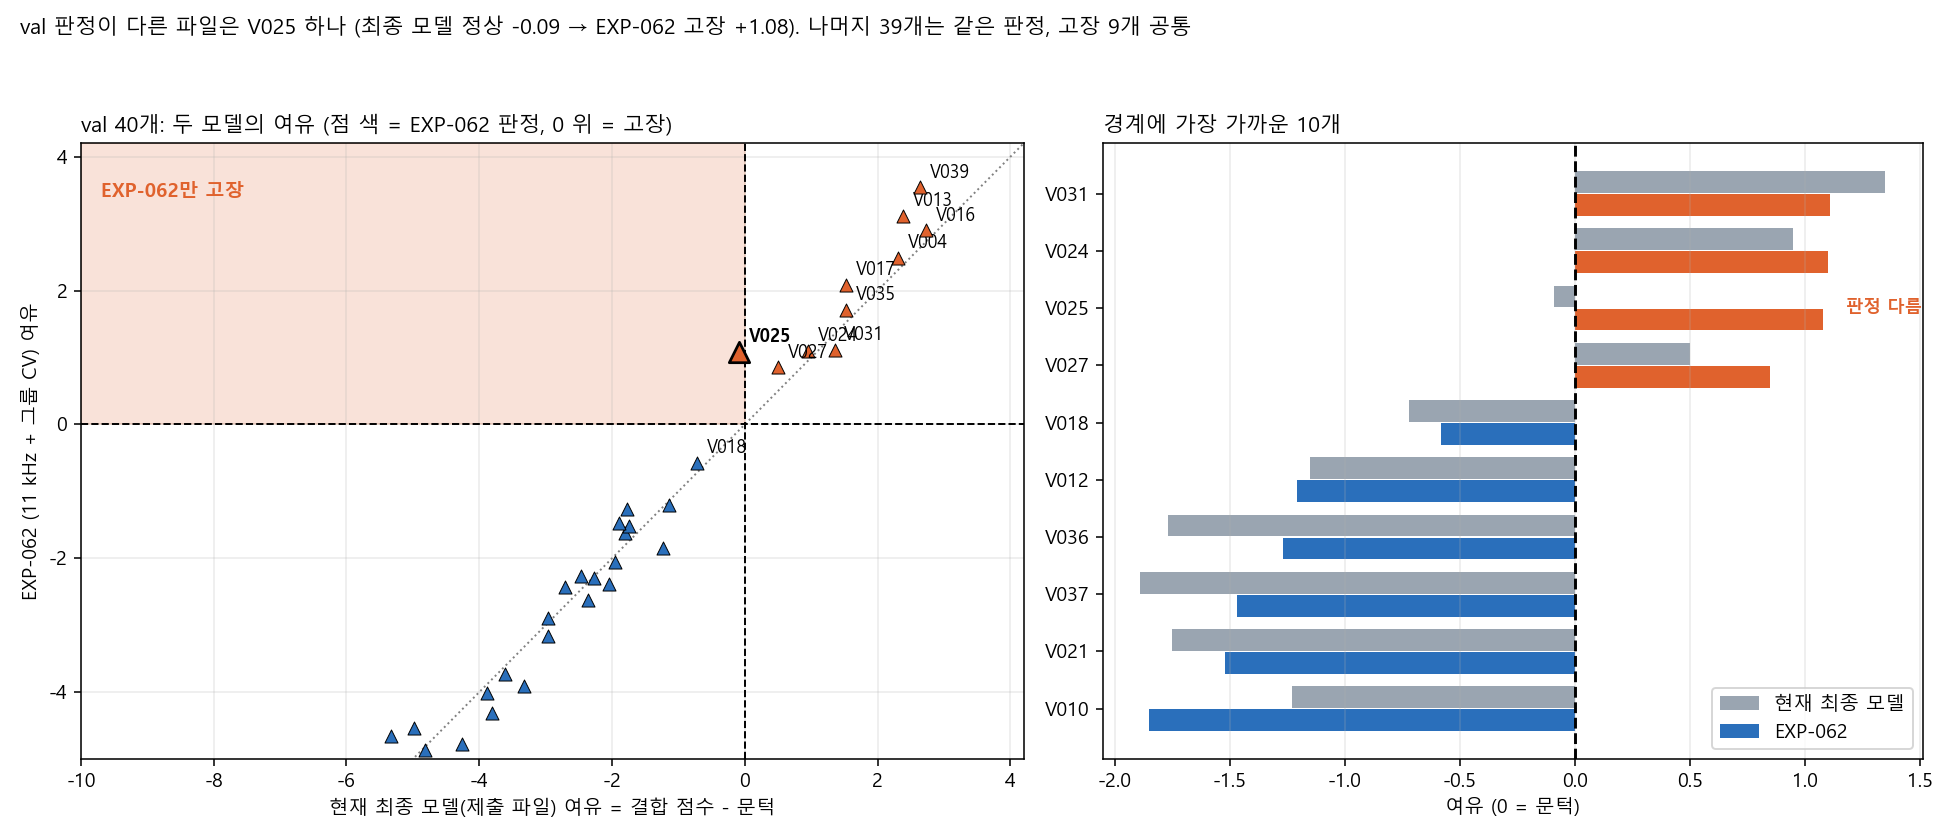 val 판정이 다른 파일은 V025 하나 (최종 모델 정상 -0.09 → EXP-062 고장 +1.08). 나머지 39개는 같은 판정, 고장 9개 공통
val 40개: 두 모델의 여유 (점 색 = EXP-062 판정, 0 위 = 고장)
EXP-062만 고장
V039
V013
V016
V004
V017
V035
V025
V024
V031
V027
V018
4
2
0
-2
-4
-10
-8
-6
-4
-2
0
2
4
EXP-062 (11 kHz + 그룹 CV) 여유
현재 최종 모델(제출 파일) 여유 = 결합 점수 - 문턱
경계에 가장 가까운 10개
V031
V024
V025
판정 다름
V027
V018
V012
V036
V037
V021
V010
현재 최종 모델
EXP-062
-2.0
-1.5
-1.0
-0.5
0.0
0.5
1.0
1.5
여유 (0 = 문턱)